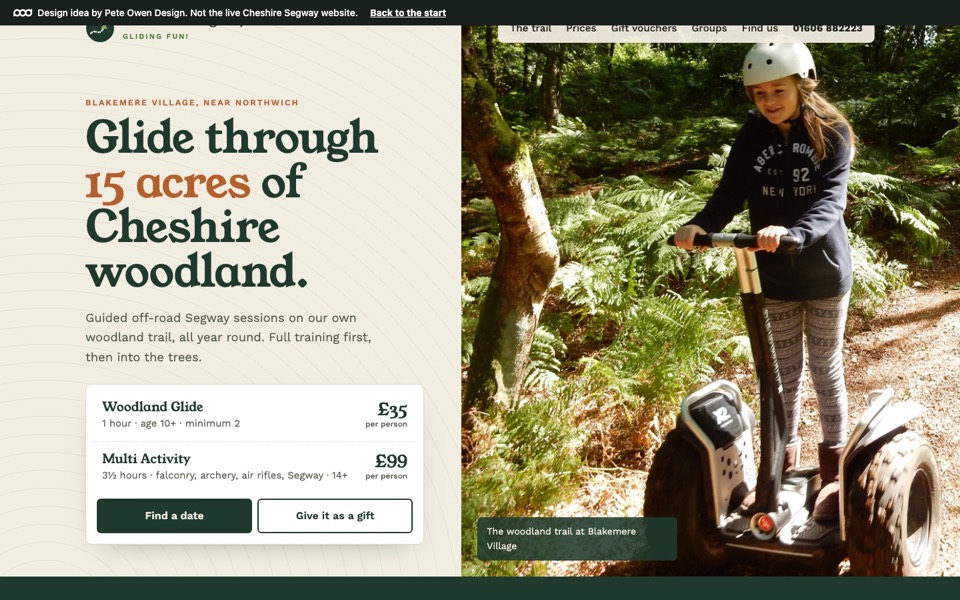 Design idea by Pete Owen Design. Not the live Cheshire Segway website. Back to the start
GLIDING FUN!
The trail Prices Gift vouchers Groups Find us 01606 882223
BLAKEMERE VILLAGE, NEAR NORTHWICH
Glide through
15 acres of
Cheshire
woodland.
Guided off-road Segway sessions on our own
woodland trail, all year round. Full training first,
then into the trees.
Woodland Glide
£35
1 hour · age 10+ · minimum 2
per person
Multi Activity
£99
3½ hours · falconry, archery, air rifles, Segway · 14+
per person
Find a date
Give it as a gift
EST 92
NEW YORK
The woodland trail at Blakemere
Village